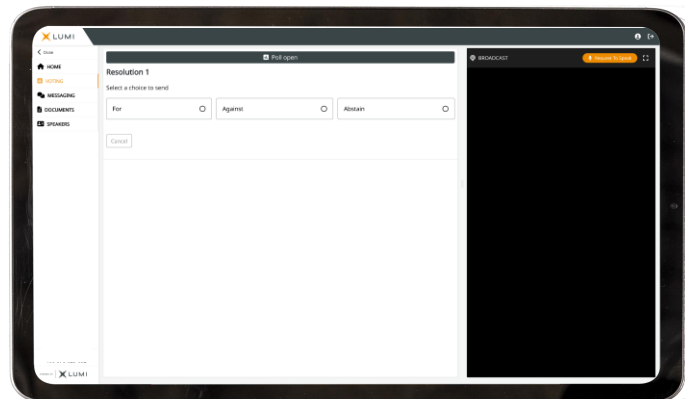 LUMI
Close
HOME
VOTING
MESSAGING
DOCUMENTS
SPEAKERS
Poll open
Resolution 1
Select a choice to send
For
Against
Abstain
Cancel
BROADCAST
Request To Speak
LUMI